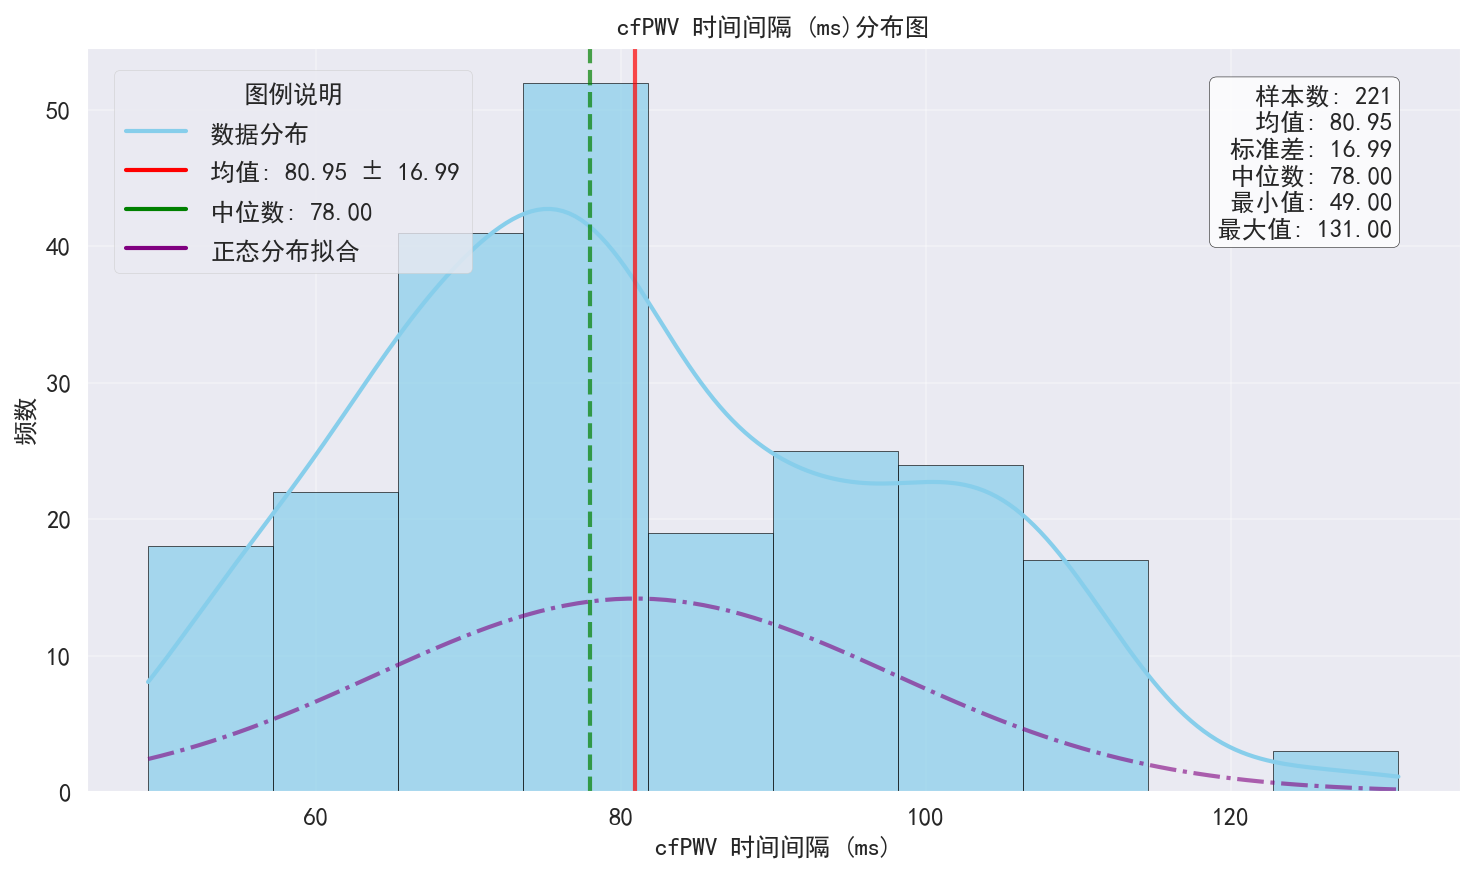 cfPWV 时间间隔 (ms)分布图
图例说明
数据分布
均值: 80.95 ± 16.99
中位数: 78.00
正态分布拟合
样本数: 221
均值: 80.95
标准差: 16.99
中位数: 78.00
最小值: 49.00
最大值: 131.00
频数
50
40
30
20
10
0
60
80
100
120
cfPWV 时间间隔 (ms)